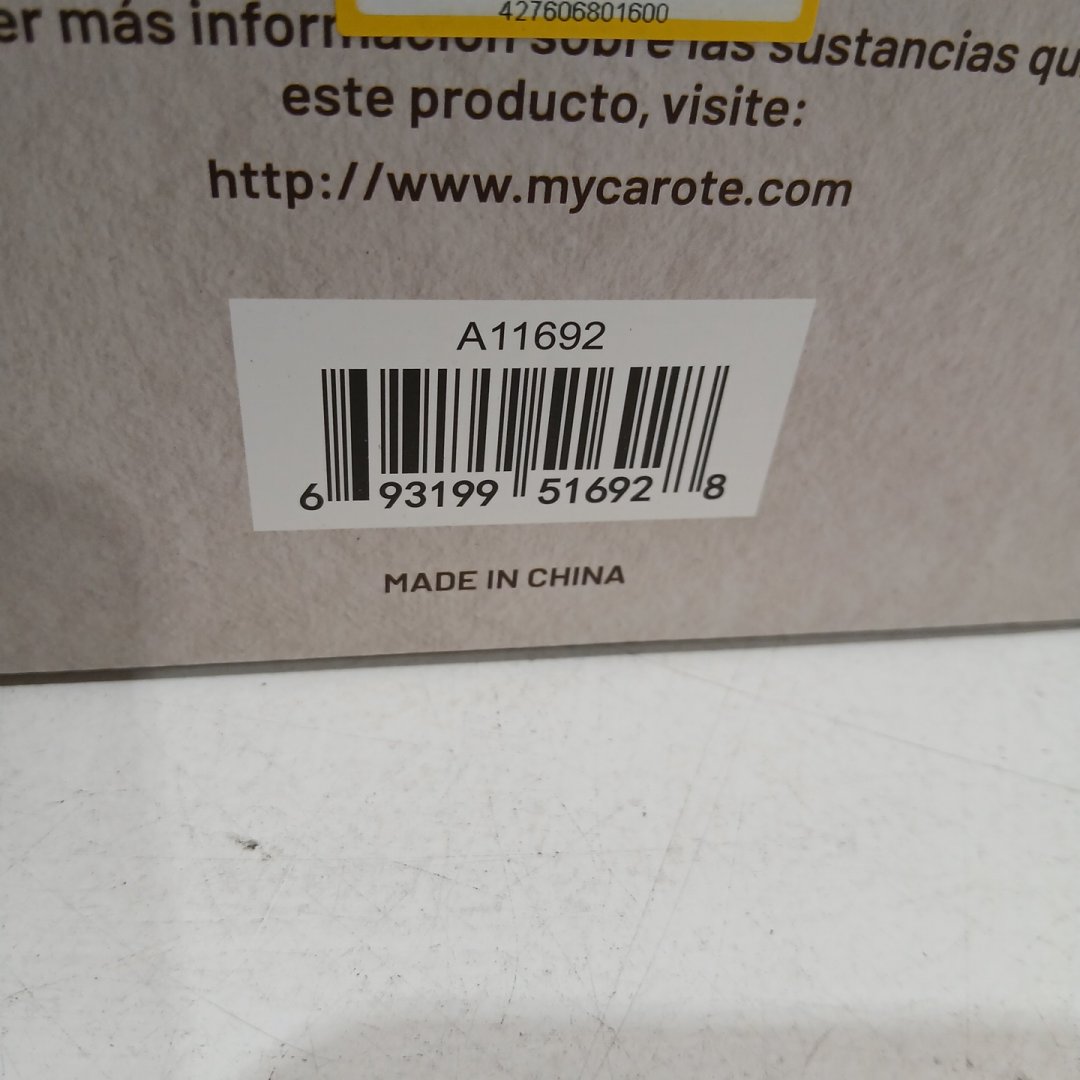 427606801600
er más información sobre las sustancias qu
este producto, visite:
http://www.mycarote.com
A11692
6 93199 51692 8
MADE IN CHINA